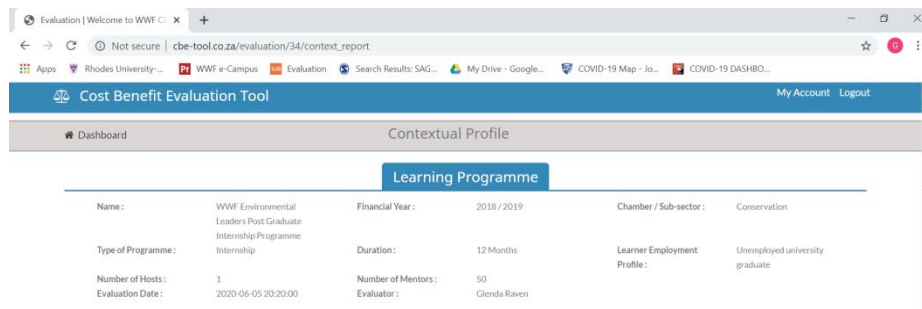 Evaluation | Welcome to WWF C
Not secure | cbe-tool.co.za/evaluation/34/context_report
Apps Rhodes University-... WWF e-Campus Evaluation Search Results: SAG... My Drive - Google... COVID-19 Map - Jo... COVID-19 DASHBO...
Cost Benefit Evaluation Tool My Account Logout
Dashboard Contextual Profile
Learning Programme
Name : WWF Environmental Financial Year : 2018 / 2019 Chamber / Sub-sector : Conservation
Leaders Post Graduate
Internship Programme
Type of Programme : Internship Duration : 12 Months Learner Employment Unemployed university
Profile : graduate
Number of Hosts : 1 Number of Mentors : 50
Evaluation Date : 2020-06-05 20:20:00 Evaluator : Glenda Raven